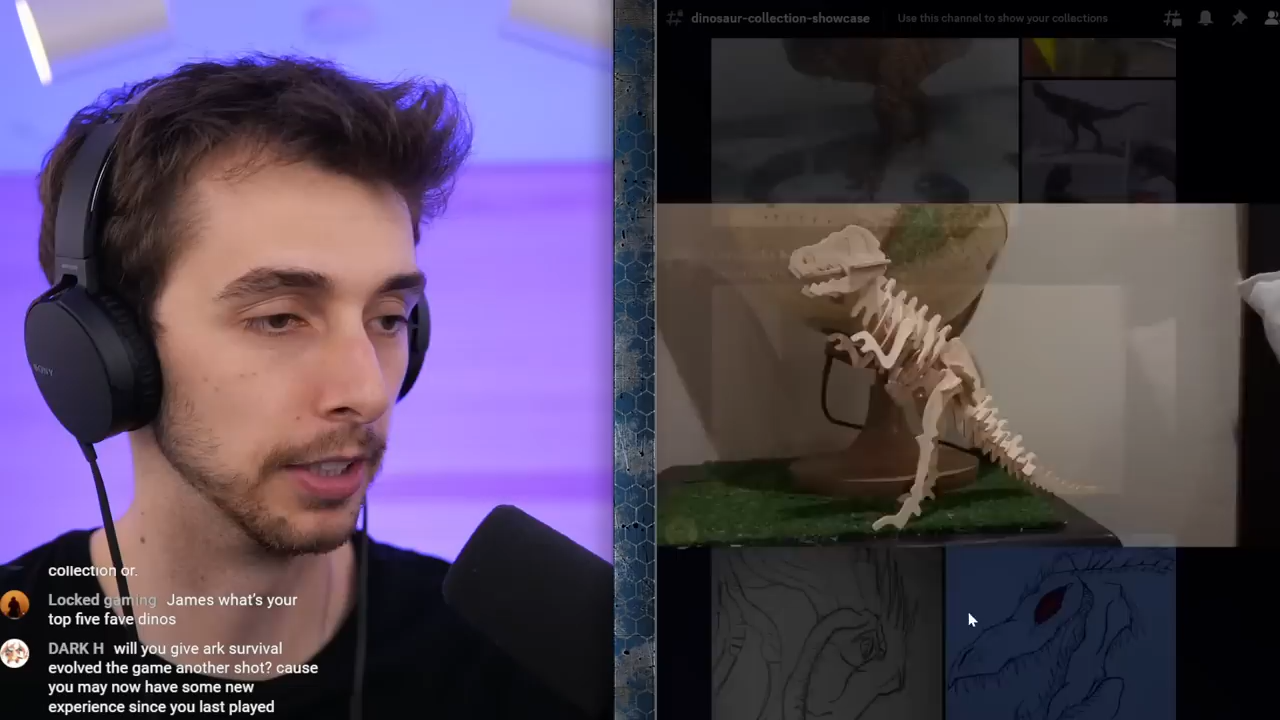 dinosaur-collection-showcase
Use this channel to show your collections
SONY
collection or.
Locked gaming James what's your
top five fave dinos
DARK H will you give ark survival
evolved the game another shot? cause
you may now have some new
experience since you last played